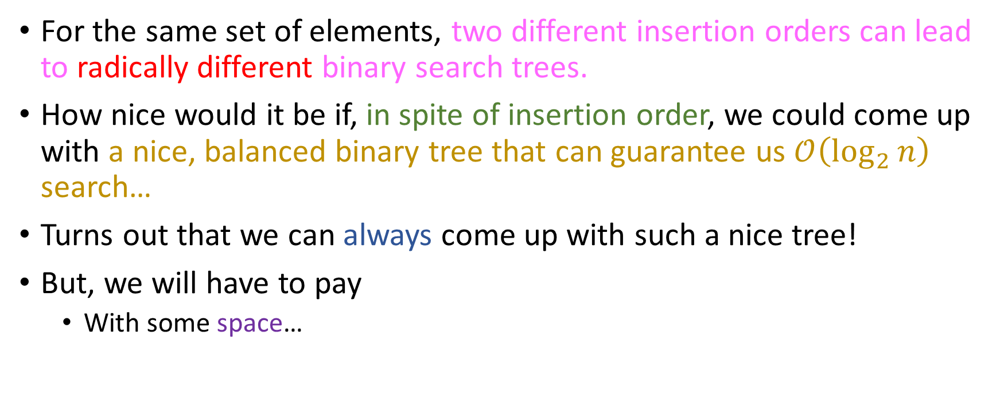 • For the same set of elements, two different insertion orders can lead
to radically different binary search trees.
• How nice would it be if, in spite of insertion order, we could come up
with a nice, balanced binary tree that can guarantee us 𝒪(log₂ 𝑛)
search…
• Turns out that we can always come up with such a nice tree!
• But, we will have to pay
• With some space…